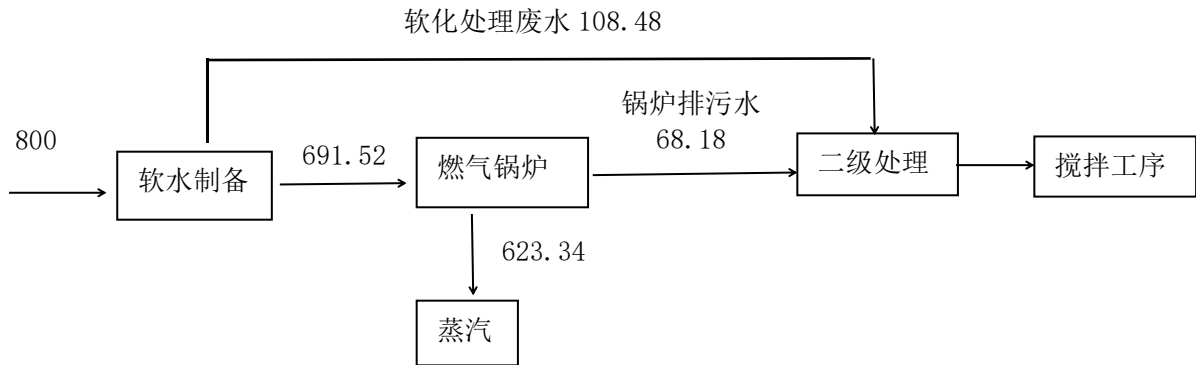 软化处理废水 108.48
锅炉排污水
68.18
800
软水制备
691.52
燃气锅炉
二级处理
搅拌工序
623.34
蒸汽